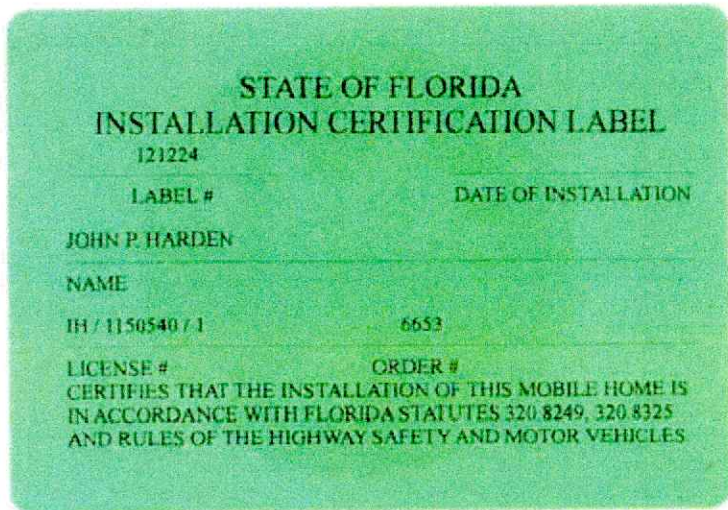 STATE OF FLORIDA
INSTALLATION CERTIFICATION LABEL
121224
LABEL # DATE OF INSTALLATION
JOHN P. HARDEN
NAME
IH / 1150540 / 1 6653
LICENSE # ORDER #
CERTIFIES THAT THE INSTALLATION OF THIS MOBILE HOME IS
IN ACCORDANCE WITH FLORIDA STATUTES 320.8249, 320.8325
AND RULES OF THE HIGHWAY SAFETY AND MOTOR VEHICLES